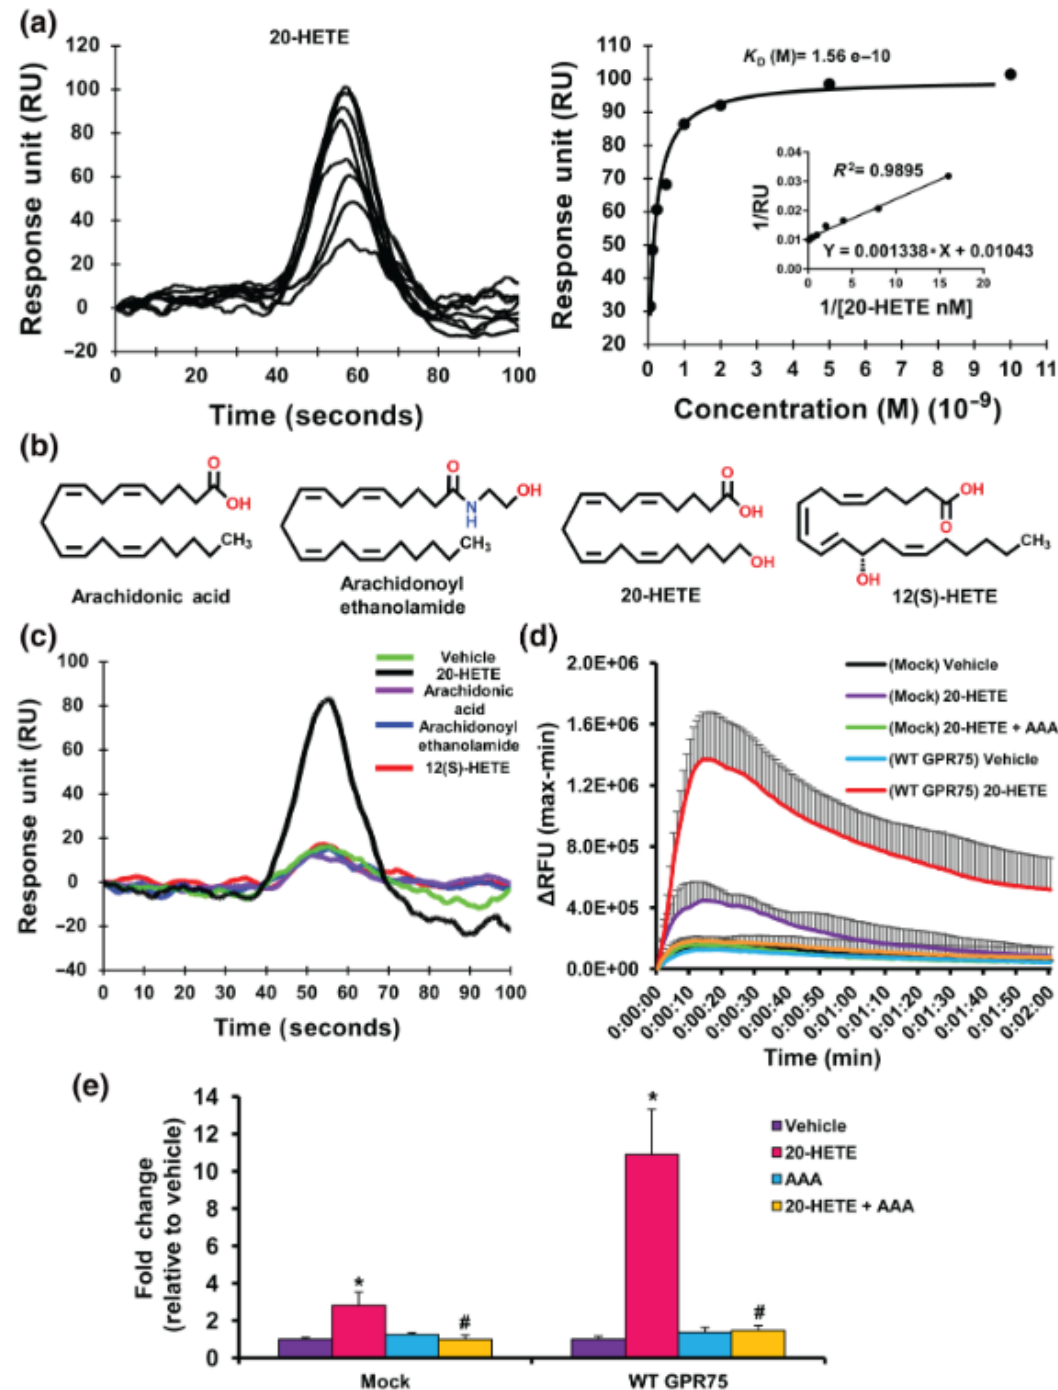 (a)
20-HETE
Response unit (RU)
120
100
80
60
40
20
0
−20
0 20 40 60 80 100
Time (seconds)
Response unit (RU)
110
100
90
80
70
60
50
40
30
20
K_D (M)= 1.56 e−10
0 1 2 3 4 5 6 7 8 9 10 11
Concentration (M) (10⁻⁹)
1/RU
0.04
0.03
0.02
0.01
0.00
R²= 0.9895
Y = 0.001338•X + 0.01043
0 5 10 15 20
1/[20-HETE nM]
(b)
O
OH
CH₃
Arachidonic acid
O
OH
N
H
CH₃
Arachidonoyl
ethanolamide
O
OH
OH
20-HETE
OH
O
CH₃
OH
12(S)-HETE
(c)
Response unit (RU)
100
80
60
40
20
0
−20
−40
Vehicle
20-HETE
Arachidonic
acid
Arachidonoyl
ethanolamide
12(S)-HETE
0 10 20 30 40 50 60 70 80 90 100
Time (seconds)
(d)
ΔRFU (max-min)
2.0E+06
1.6E+06
1.2E+06
8.0E+05
4.0E+05
0.0E+00
(Mock) Vehicle
(Mock) 20-HETE
(Mock) 20-HETE + AAA
(WT GPR75) Vehicle
(WT GPR75) 20-HETE
0:00:00 0:00:10 0:00:20 0:00:30 0:00:40 0:00:50 0:01:00 0:01:10 0:01:20 0:01:30 0:01:40 0:01:50 0:02:00
Time (min)
(e)
Fold change
(relative to vehicle)
14
12
10
8
6
4
2
0
*
#
*
#
Vehicle
20-HETE
AAA
20-HETE + AAA
Mock WT GPR75